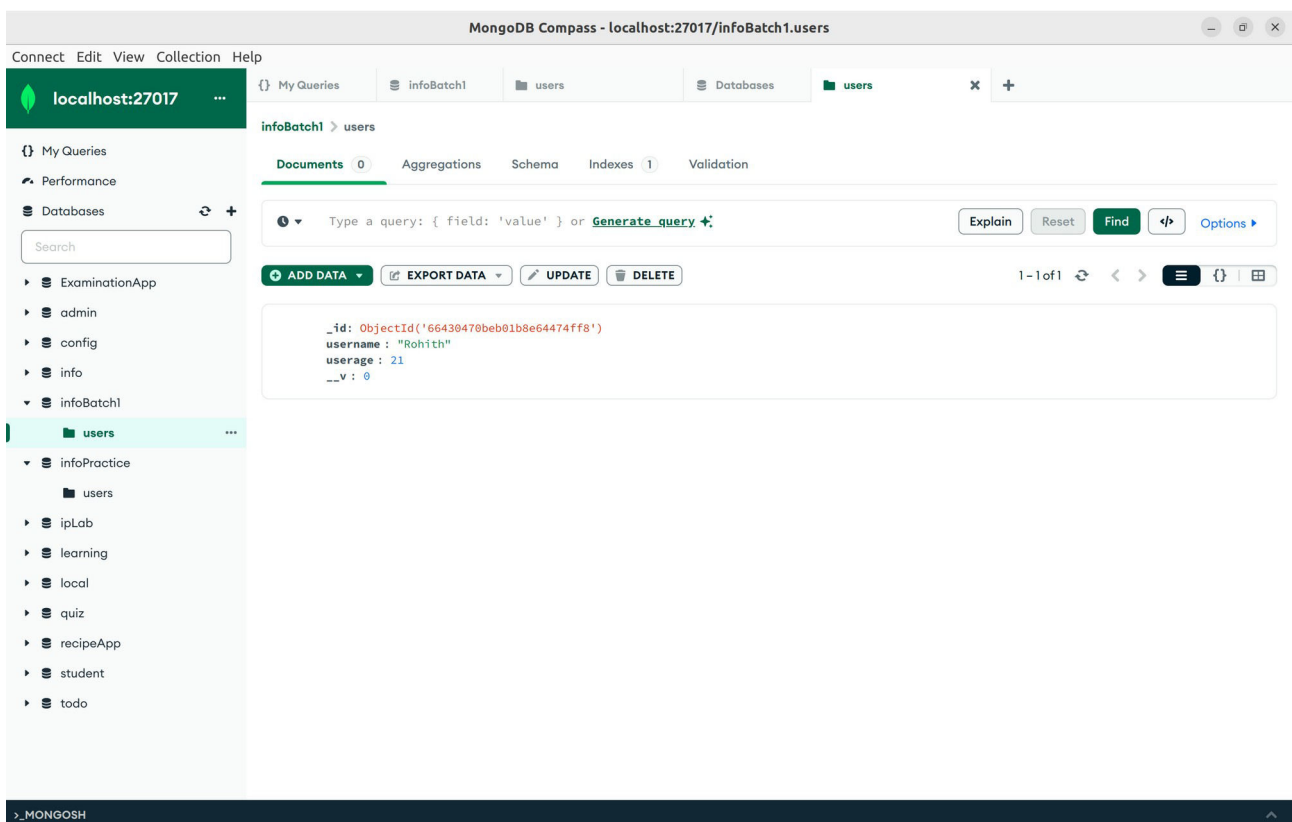 MongoDB Compass - localhost:27017/infoBatch1.users
Connect Edit View Collection Help
localhost:27017 ...
{} My Queries
Performance
Databases
Search
ExaminationApp
admin
config
info
infoBatch1
users ...
infoPractice
users
ipLab
learning
local
quiz
recipeApp
student
todo
{} My Queries infoBatch1 users Databases users
infoBatch1 > users
Documents 0 Aggregations Schema Indexes 1 Validation
Type a query: { field: 'value' } or Generate query
Explain Reset Find </> Options
ADD DATA EXPORT DATA UPDATE DELETE
1-1 of 1 {}
_id: ObjectId('66430470beb01b8e64474ff8')
username : "Rohith"
userage : 21
__v : 0
>_MONGOSH